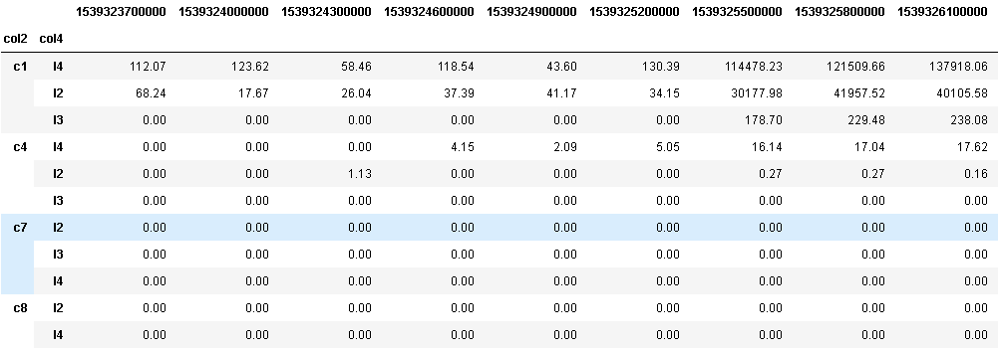 1539323700000 1539324000000 1539324300000 1539324600000 1539324900000 1539325200000 1539325500000 1539325800000 1539326100000
col2 col4
c1 l4 112.07 123.62 58.46 118.54 43.60 130.39 114478.23 121509.66 137918.06
l2 68.24 17.67 26.04 37.39 41.17 34.15 30177.98 41957.52 40105.58
l3 0.00 0.00 0.00 0.00 0.00 0.00 178.70 229.48 238.08
c4 l4 0.00 0.00 0.00 4.15 2.09 5.05 16.14 17.04 17.62
l2 0.00 0.00 1.13 0.00 0.00 0.00 0.27 0.27 0.16
l3 0.00 0.00 0.00 0.00 0.00 0.00 0.00 0.00 0.00
c7 l2 0.00 0.00 0.00 0.00 0.00 0.00 0.00 0.00 0.00
l3 0.00 0.00 0.00 0.00 0.00 0.00 0.00 0.00 0.00
l4 0.00 0.00 0.00 0.00 0.00 0.00 0.00 0.00 0.00
c8 l2 0.00 0.00 0.00 0.00 0.00 0.00 0.00 0.00 0.00
l4 0.00 0.00 0.00 0.00 0.00 0.00 0.00 0.00 0.00